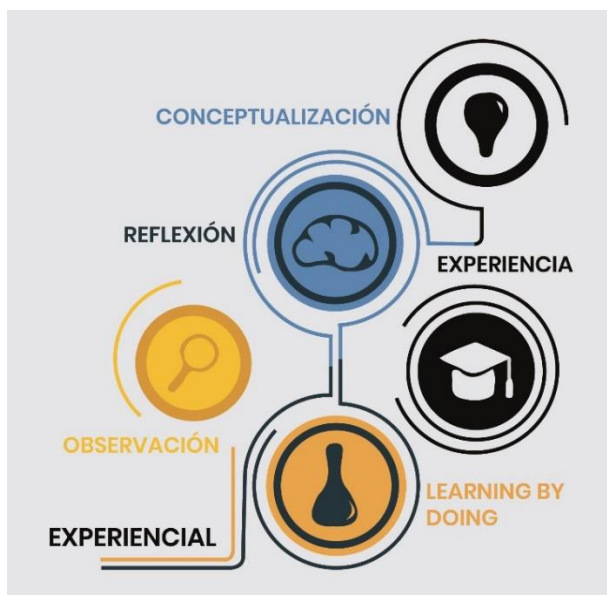 CONCEPTUALIZACIÓN
REFLEXIÓN
EXPERIENCIA
OBSERVACIÓN
LEARNING BY
DOING
EXPERIENCIAL